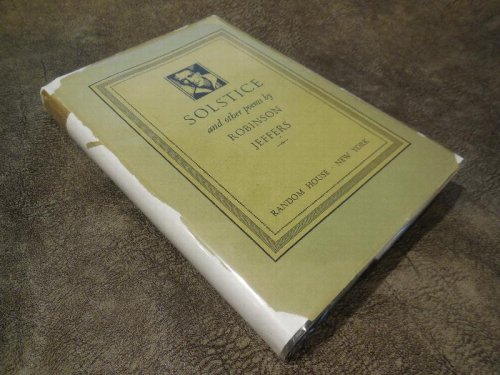 SOLSTICE
and other poems by
ROBINSON
JEFFERS
RANDOM HOUSE · NEW YORK